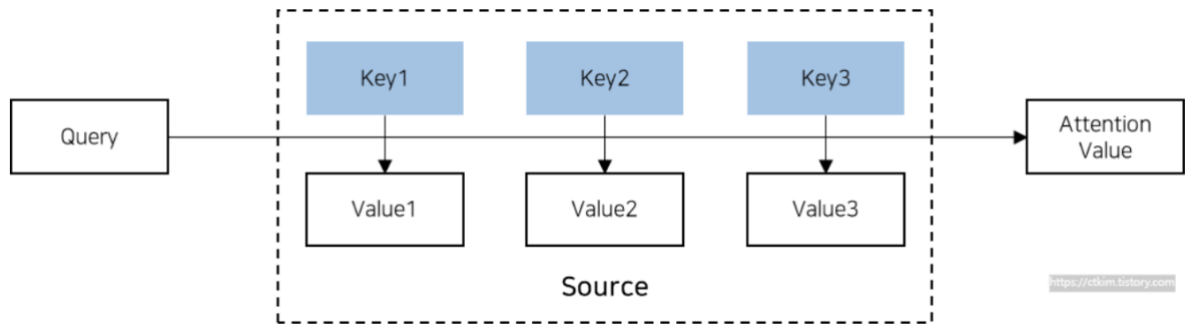 Key1
Key2
Key3
Query
Attention
Value
Value1
Value2
Value3
Source
https://ctkim.tistory.com